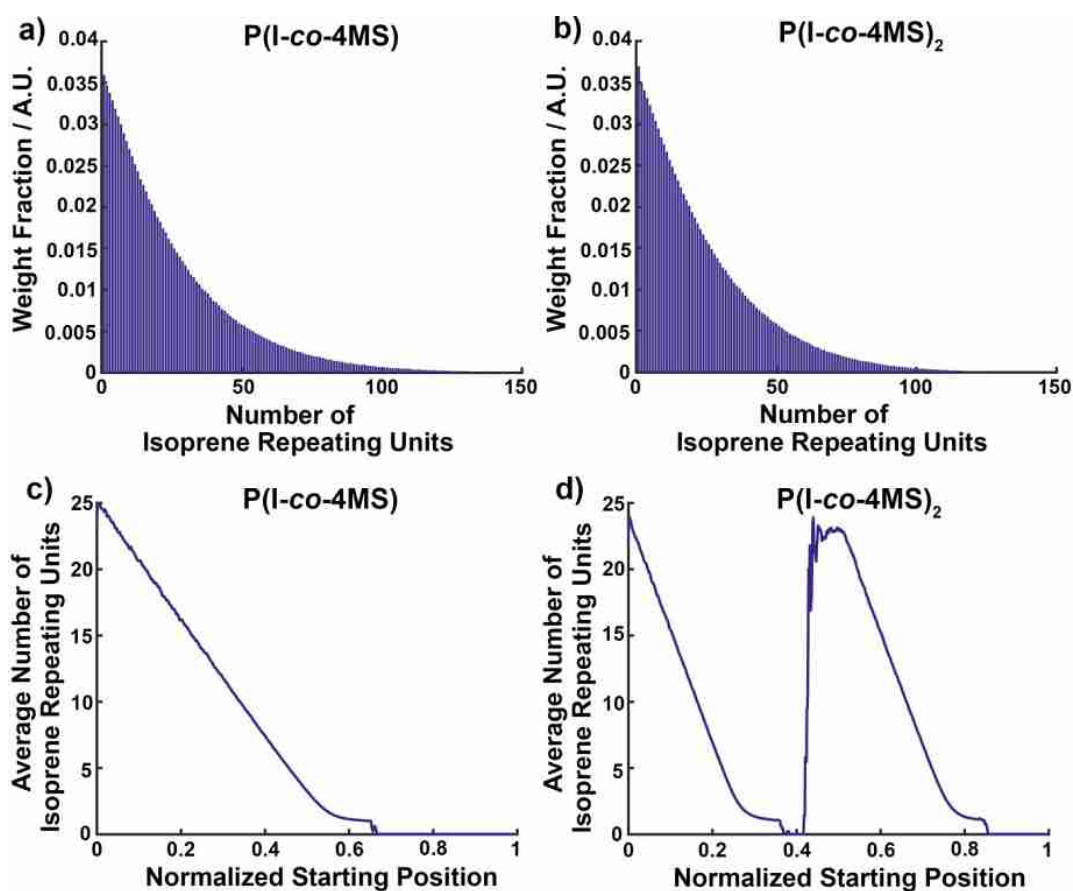 a)
P(I-co-4MS)
0.04
0.035
0.03
0.025
0.02
0.015
0.01
0.005
0
Weight Fraction / A.U.
0 50 100 150
Number of
Isoprene Repeating Units
b)
P(I-co-4MS)₂
0.04
0.035
0.03
0.025
0.02
0.015
0.01
0.005
0
Weight Fraction / A.U.
0 50 100 150
Number of
Isoprene Repeating Units
c)
P(I-co-4MS)
25
20
15
10
5
0
Average Number of
Isoprene Repeating Units
0 0.2 0.4 0.6 0.8 1
Normalized Starting Position
d)
P(I-co-4MS)₂
25
20
15
10
5
0
Average Number of
Isoprene Repeating Units
0 0.2 0.4 0.6 0.8 1
Normalized Starting Position